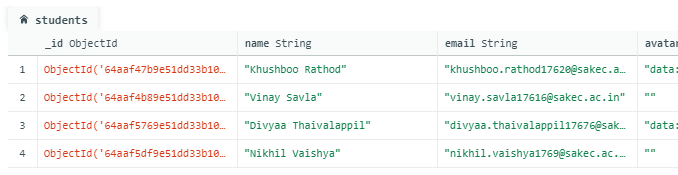 students
_id ObjectId name String email String avatar
1 ObjectId('64aaf47b9e51dd33b10… "Khushboo Rathod" "khushboo.rathod17620@sakec.a… "data:
2 ObjectId('64aaf4b89e51dd33b10… "Vinay Savla" "vinay.savla17616@sakec.ac.in" ""
3 ObjectId('64aaf5769e51dd33b10… "Divyaa Thaivalappil" "divyaa.thaivalappil17676@sak… "data:
4 ObjectId('64aaf5df9e51dd33b10… "Nikhil Vaishya" "nikhil.vaishya1769@sakec.ac.… ""